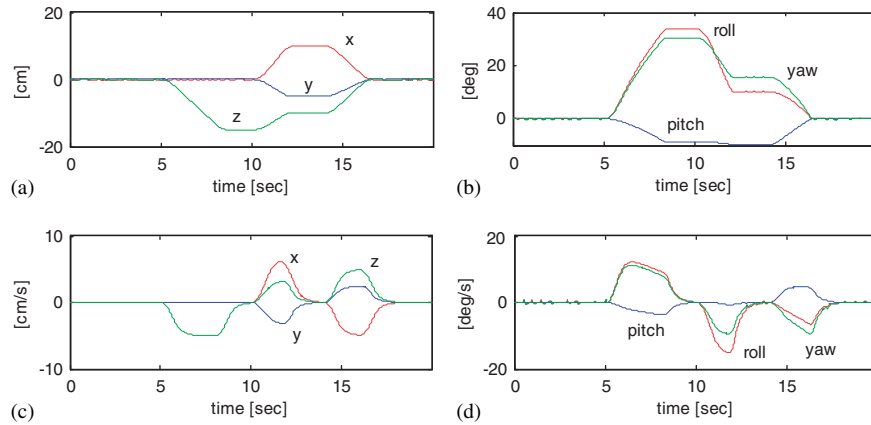 20
0
-20
[cm]
x
y
z
0 5 10 15
time [sec]
(a)
40
20
0
[deg]
roll
yaw
pitch
0 5 10 15
time [sec]
(b)
10
0
-10
[cm/s]
x
z
y
0 5 10 15
time [sec]
(c)
20
0
-20
[deg/s]
pitch
roll
yaw
0 5 10 15
time [sec]
(d)